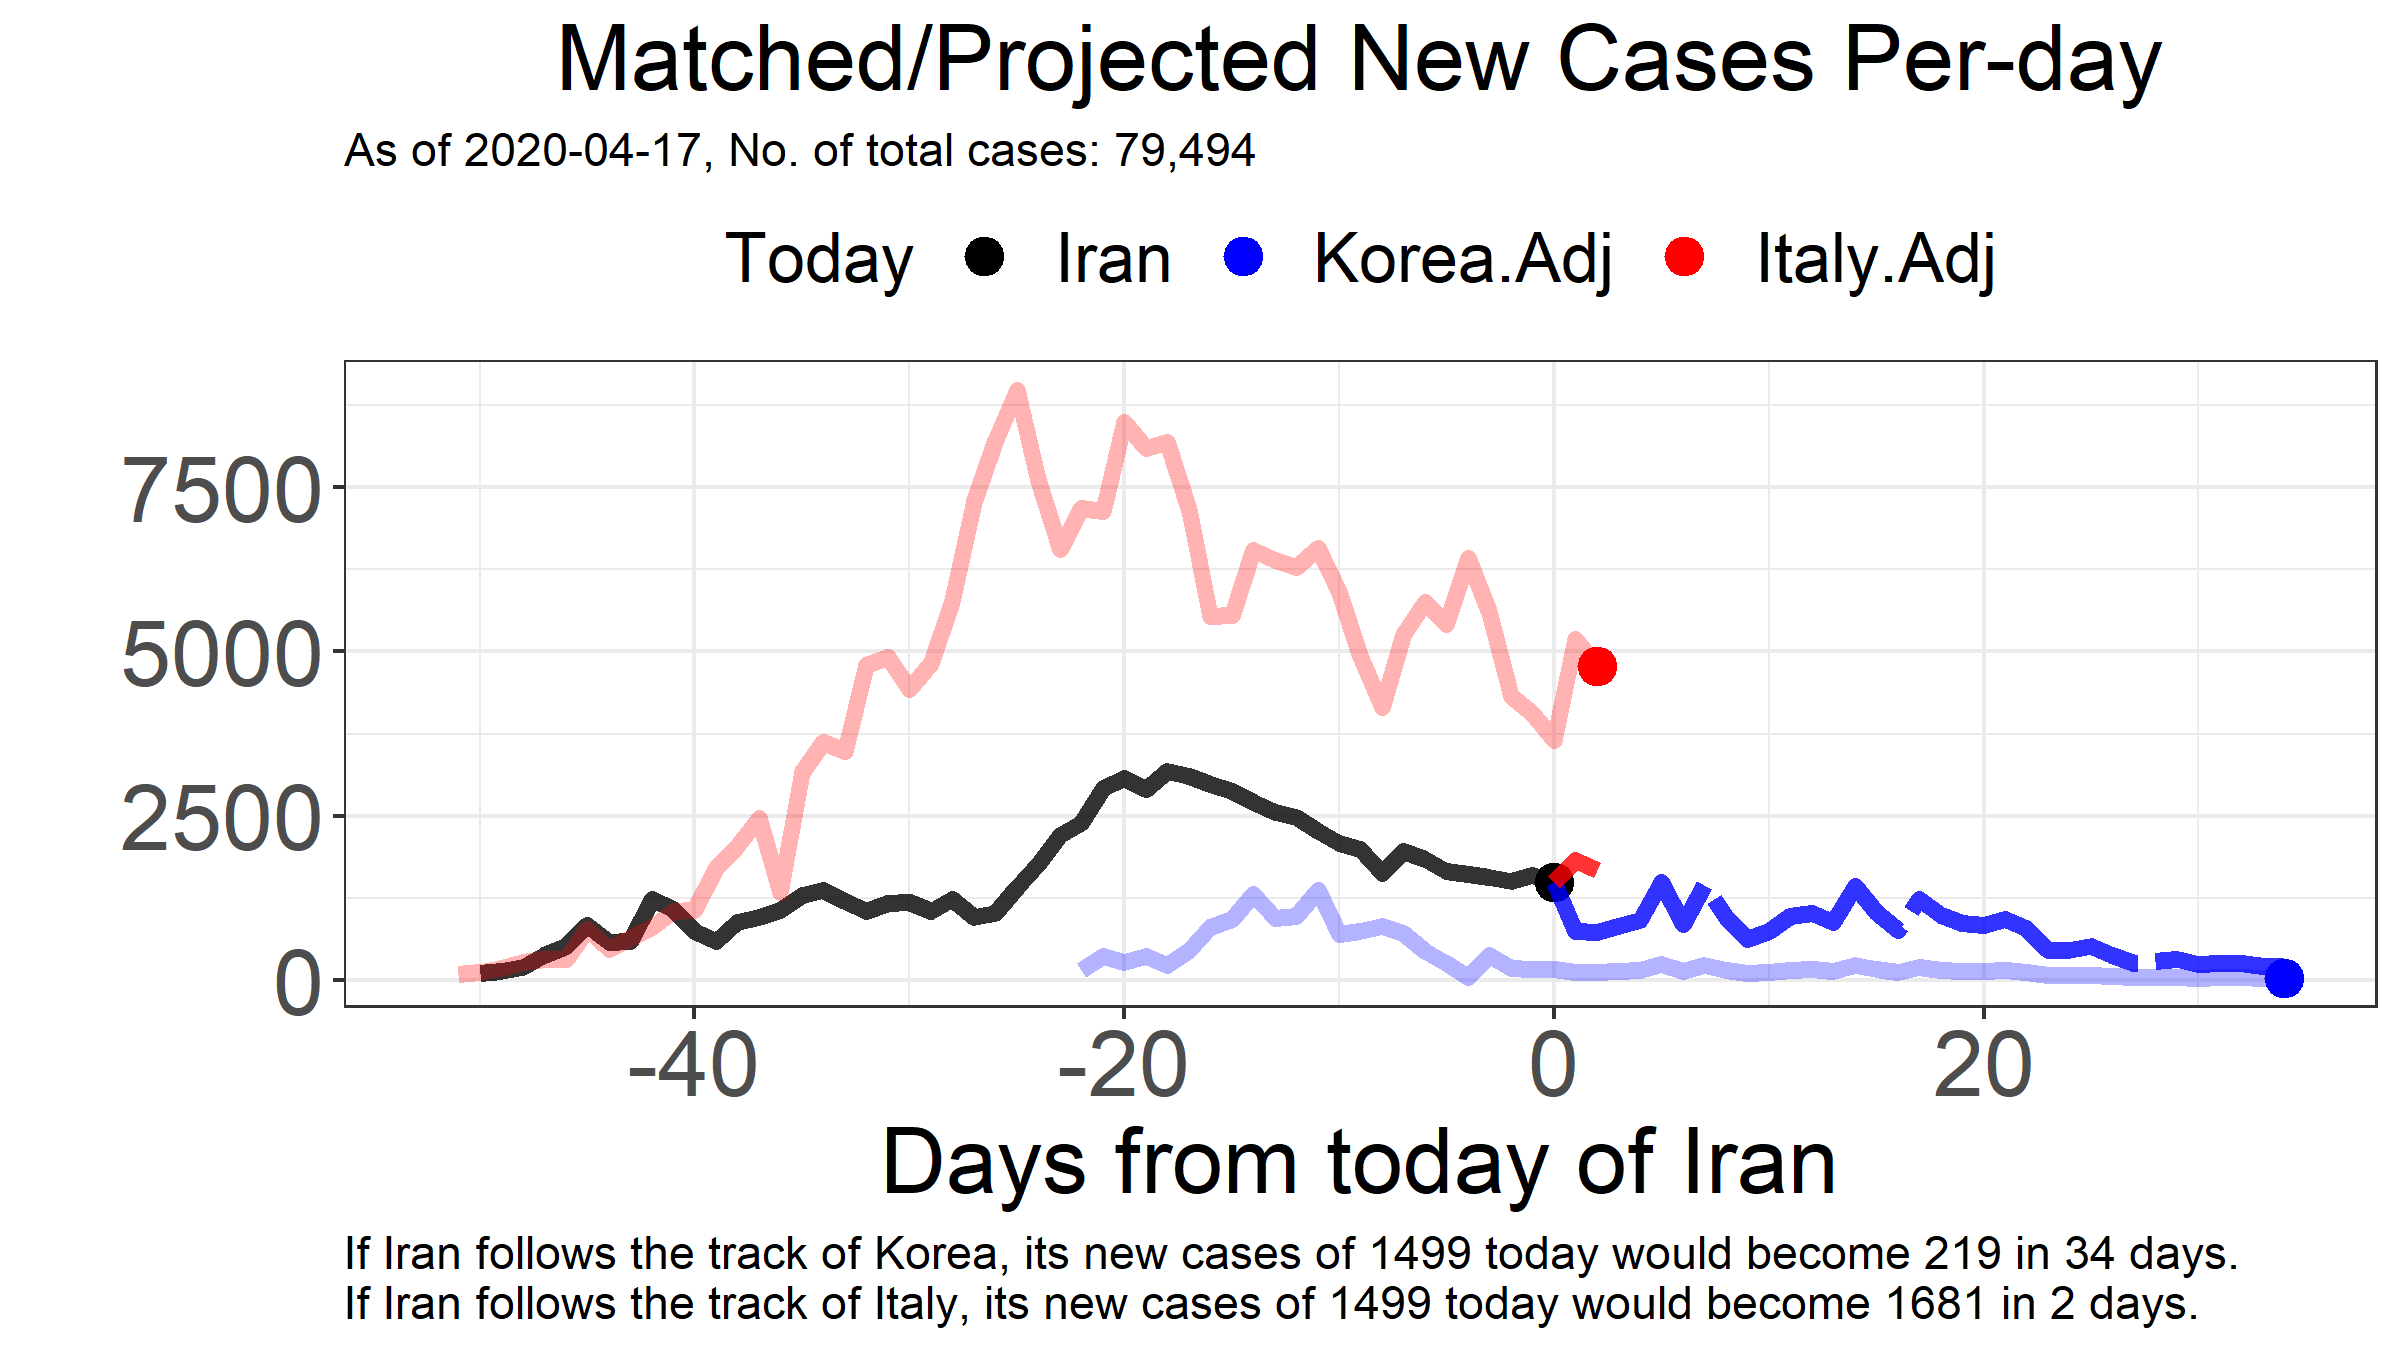 Matched/Projected New Cases Per-day
As of 2020-04-17, No. of total cases: 79,494
Today Iran Korea.Adj Italy.Adj
7500
5000
2500
0
-40 -20 0 20
Days from today of Iran
If Iran follows the track of Korea, its new cases of 1499 today would become 219 in 34 days.
If Iran follows the track of Italy, its new cases of 1499 today would become 1681 in 2 days.